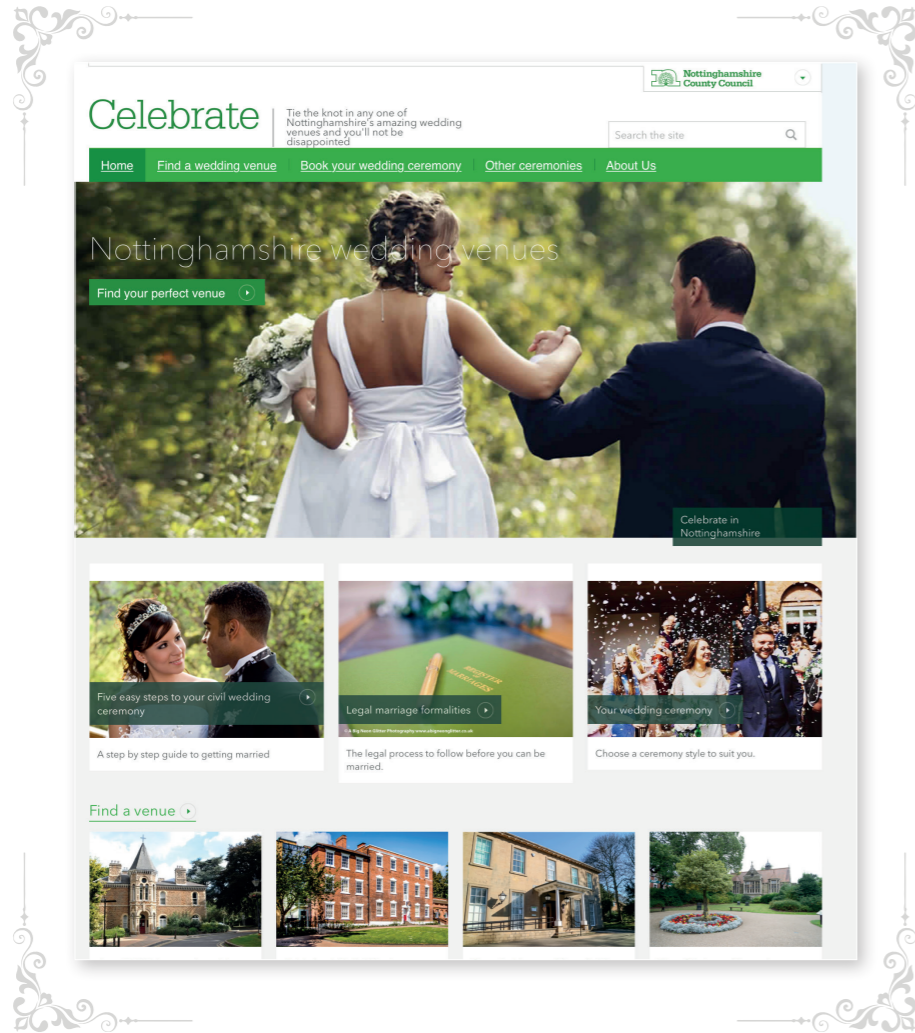 Nottinghamshire
County Council
Celebrate
Tie the knot in any one of
Nottinghamshire's amazing wedding
venues and you'll not be
disappointed
Search the site
Home
Find a wedding venue
Book your wedding ceremony
Other ceremonies
About Us
Nottinghamshire wedding venues
Find your perfect venue
Celebrate in
Nottinghamshire
Five easy steps to your civil wedding
ceremony
A step by step guide to getting married
REGISTER
MARRIAGES
Legal marriage formalities
The legal process to follow before you can be
married.
Your wedding ceremony
Choose a ceremony style to suit you.
Find a venue